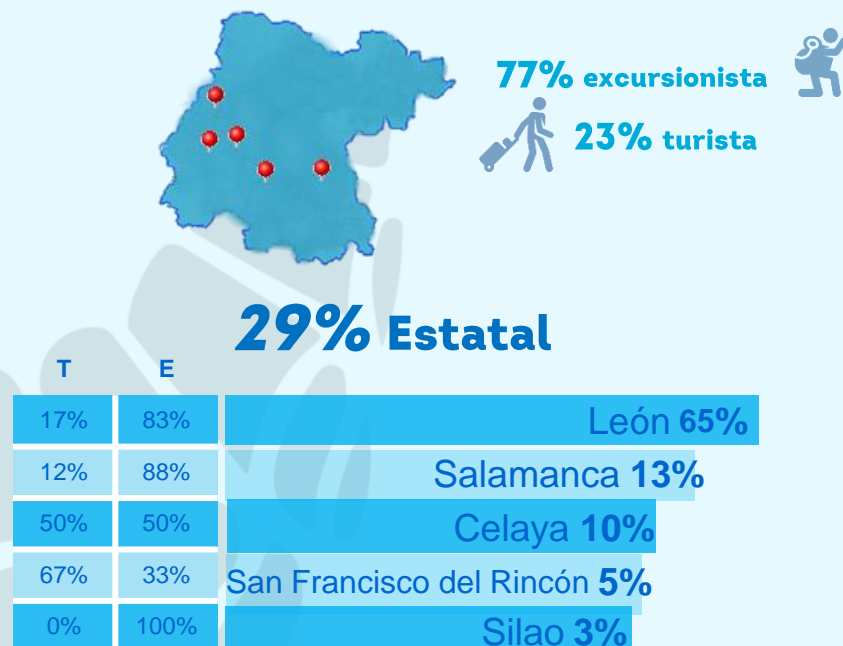 77% excursionista
23% turista
29% Estatal
T E
17% 83% León 65%
12% 88% Salamanca 13%
50% 50% Celaya 10%
67% 33% San Francisco del Rincón 5%
0% 100% Silao 3%